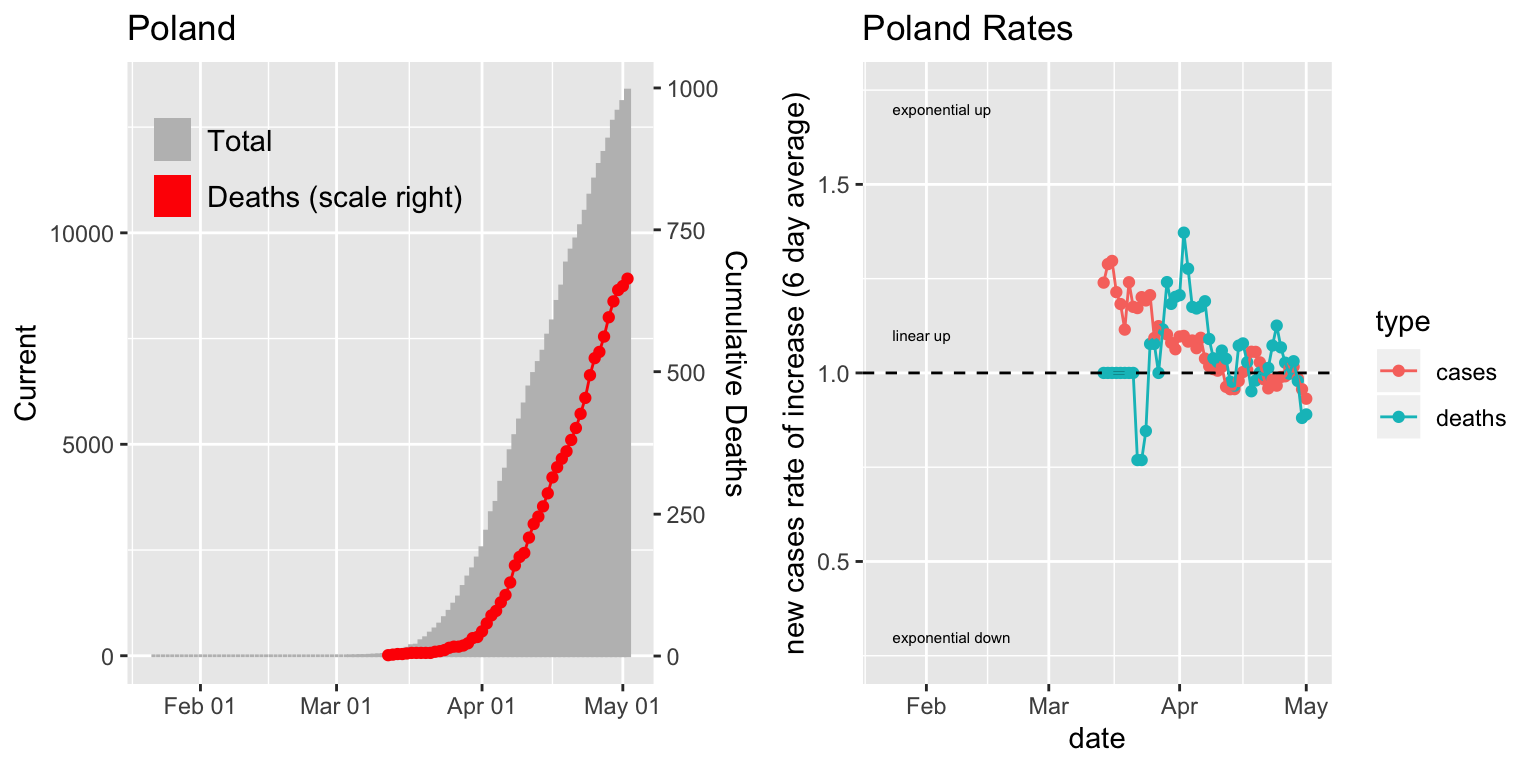 Poland
Total
Deaths (scale right)
Current
10000
5000
0
1000
750
500
250
0
Cumulative Deaths
Feb 01
Mar 01
Apr 01
May 01
Poland Rates
new cases rate of increase (6 day average)
1.5
1.0
0.5
exponential up
linear up
exponential down
Feb
Mar
Apr
May
date
type
cases
deaths